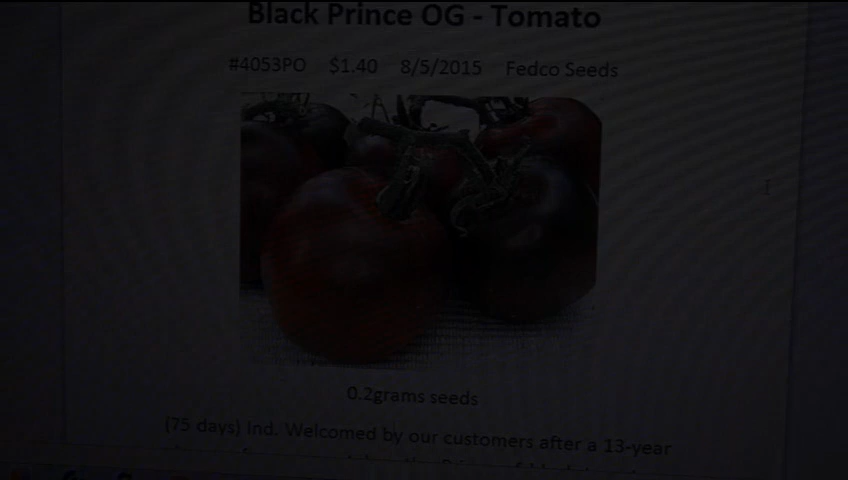 Black Prince OG - Tomato
#4053PO $1.40 8/5/2015 Fedco Seeds
0.2grams seeds
(75 days) Ind. Welcomed by our customers after a 13-year